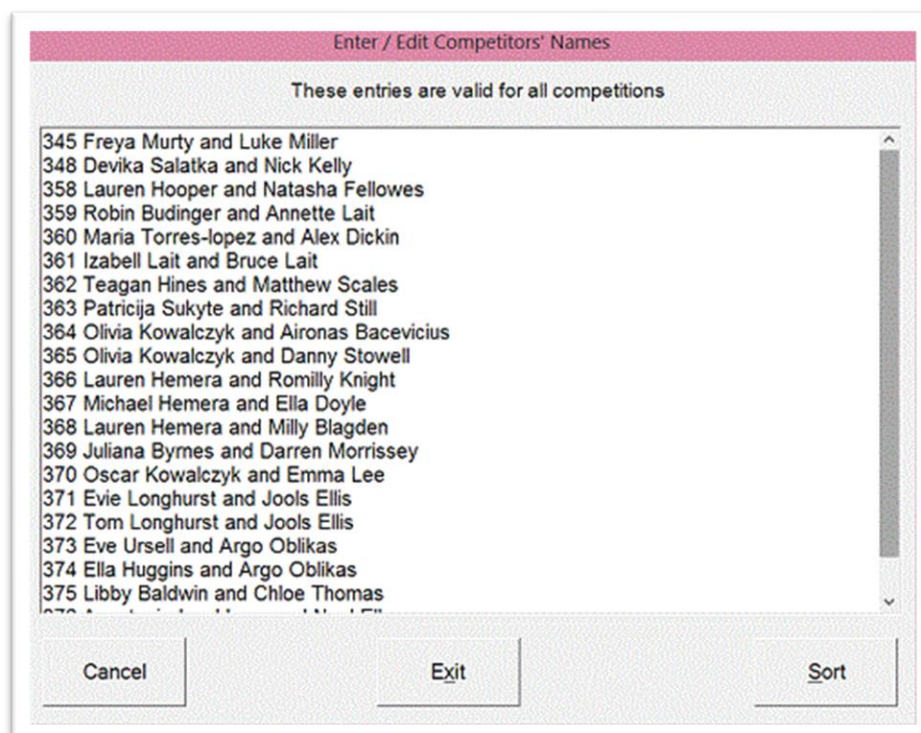 Enter / Edit Competitors' Names
These entries are valid for all competitions
345 Freya Murty and Luke Miller
348 Devika Salatka and Nick Kelly
358 Lauren Hooper and Natasha Fellowes
359 Robin Budinger and Annette Lait
360 Maria Torres-lopez and Alex Dickin
361 Izabell Lait and Bruce Lait
362 Teagan Hines and Matthew Scales
363 Patricija Sukyte and Richard Still
364 Olivia Kowalczyk and Aironas Bacevicius
365 Olivia Kowalczyk and Danny Stowell
366 Lauren Hemera and Romilly Knight
367 Michael Hemera and Ella Doyle
368 Lauren Hemera and Milly Blagden
369 Juliana Byrnes and Darren Morrissey
370 Oscar Kowalczyk and Emma Lee
371 Evie Longhurst and Jools Ellis
372 Tom Longhurst and Jools Ellis
373 Eve Ursell and Argo Oblikas
374 Ella Huggins and Argo Oblikas
375 Libby Baldwin and Chloe Thomas
Cancel Exit Sort